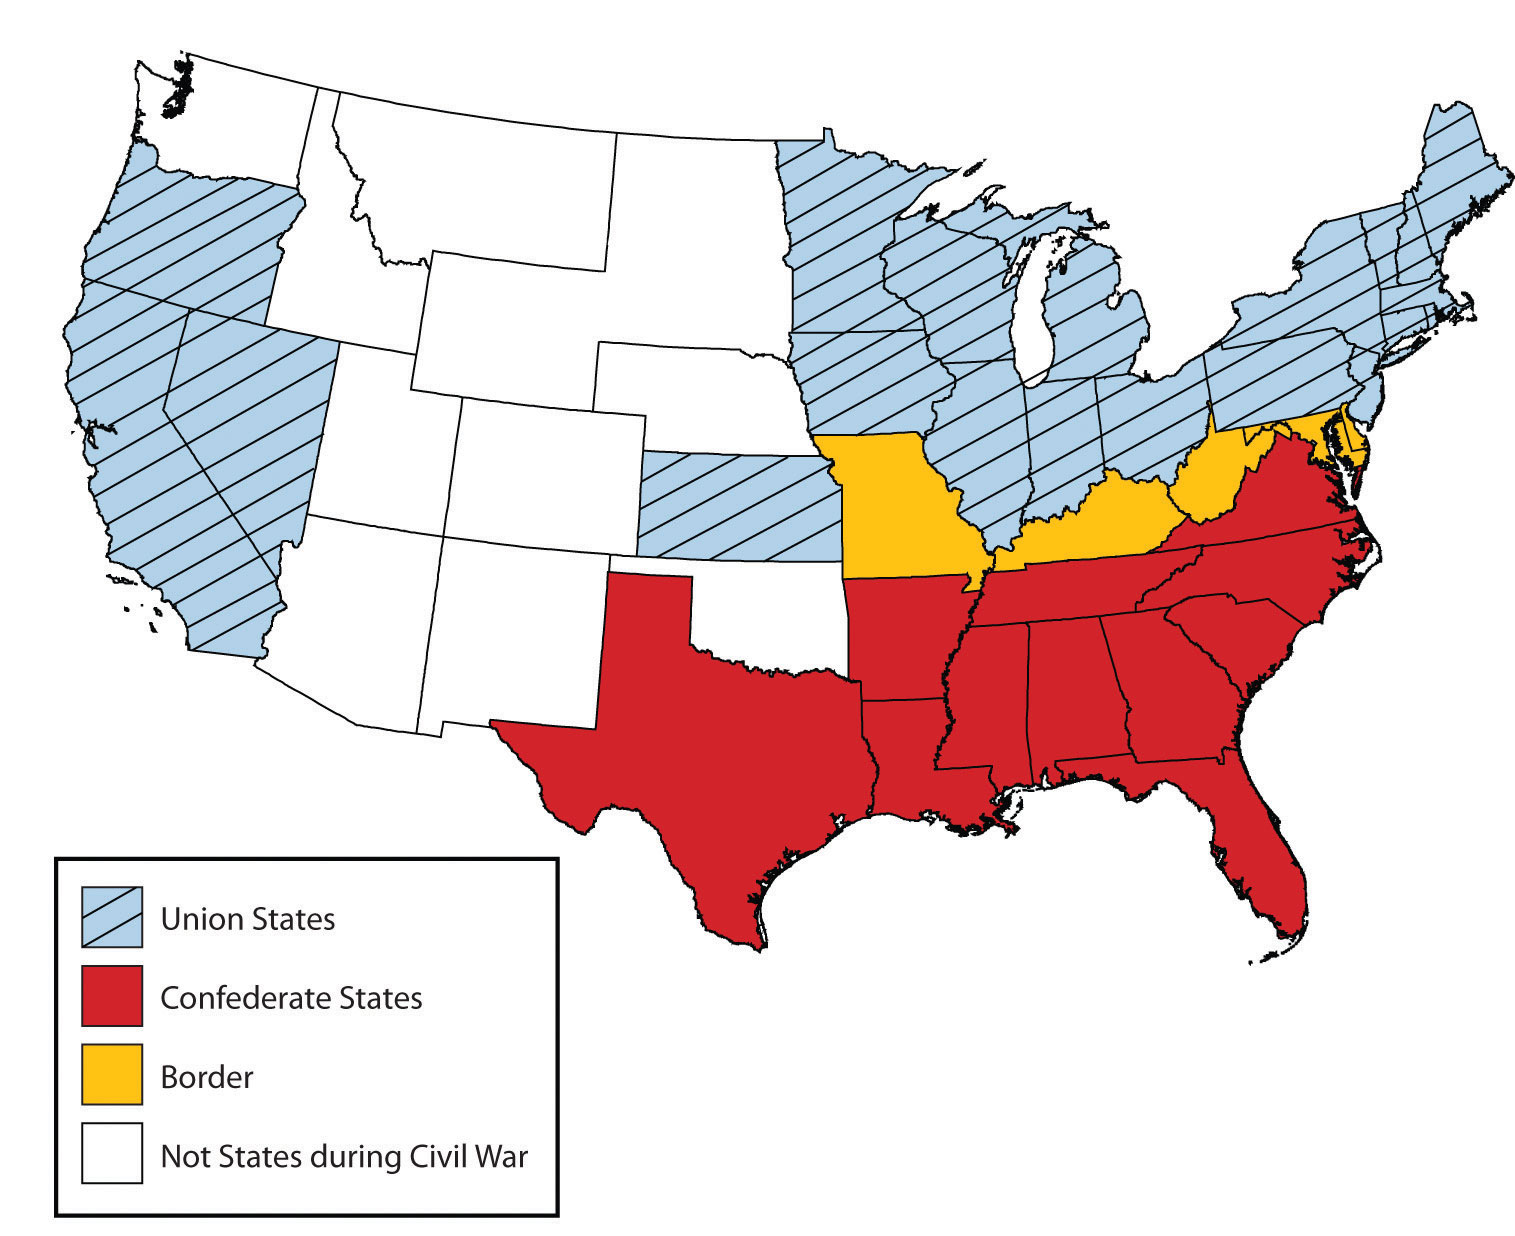 Union States
Confederate States
Border
Not States during Civil War